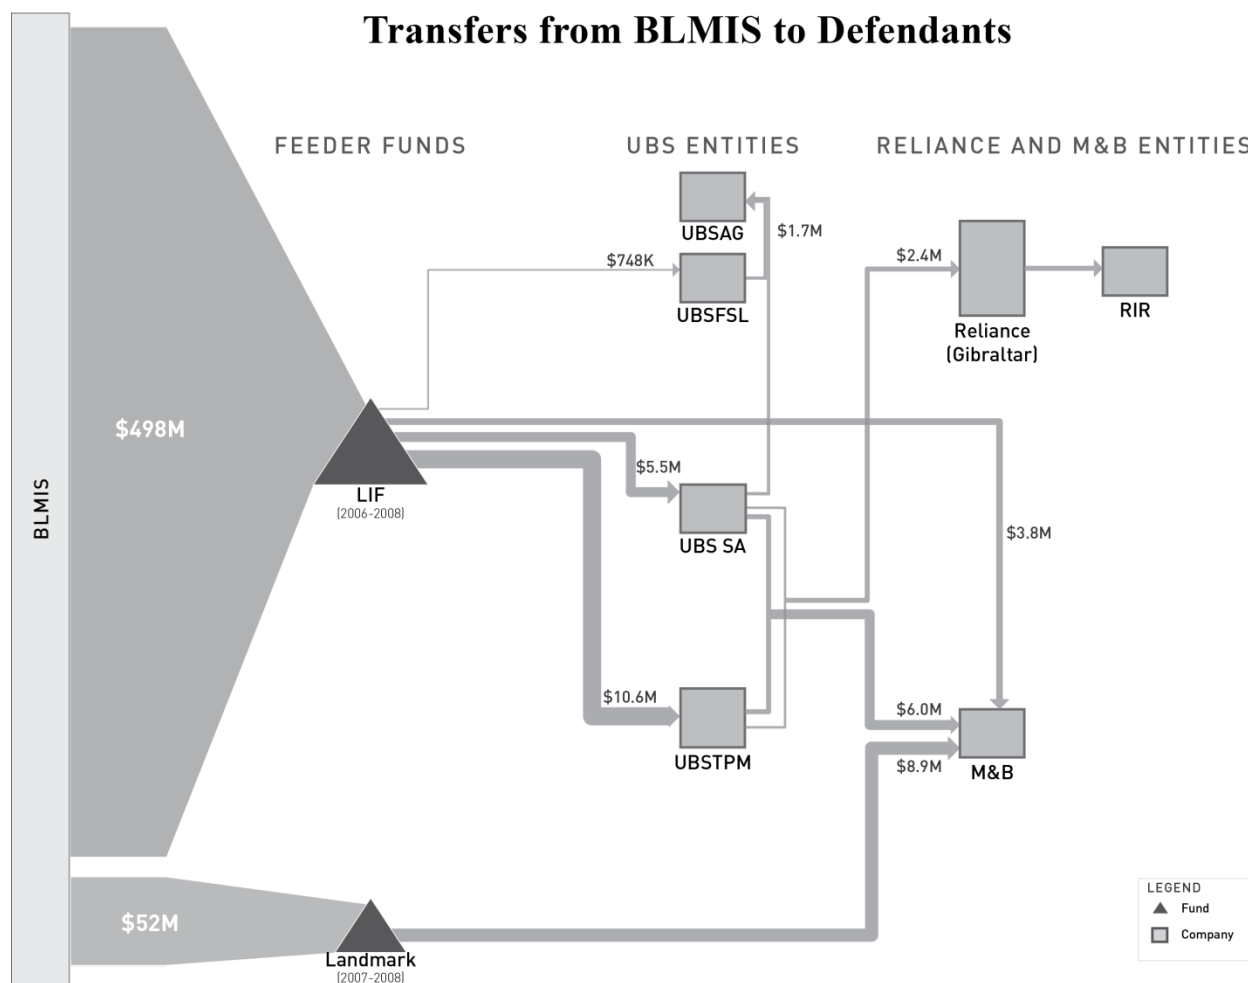 Transfers from BLMIS to Defendants
FEEDER FUNDS
UBS ENTITIES
RELIANCE AND M&B ENTITIES
UBSAG
$1.7M
$748K
UBSFSL
$2.4M
Reliance
(Gibraltar)
RIR
BLMIS
$498M
LIF
(2006-2008)
$5.5M
UBS SA
$3.8M
$10.6M
UBSTPM
$6.0M
$8.9M
M&B
$52M
Landmark
(2007-2008)
LEGEND
Fund
Company